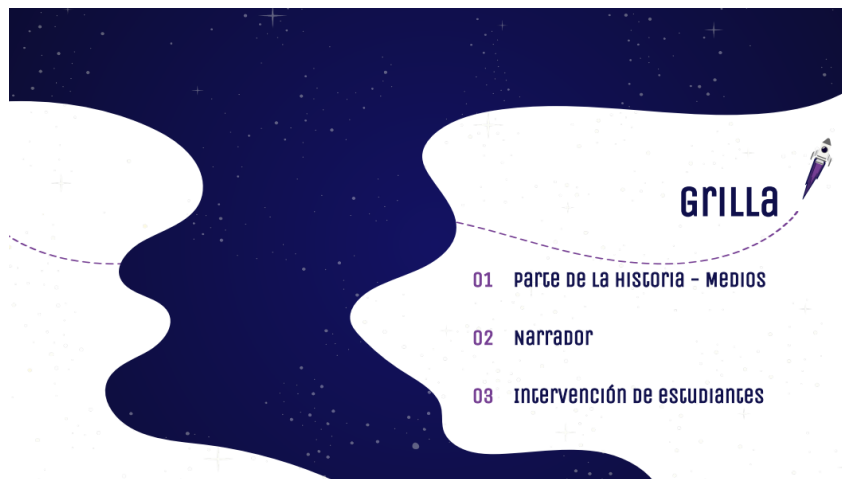 Grilla
01 Parte de la Historia - Medios
02 Narrador
03 Intervención de estudiantes